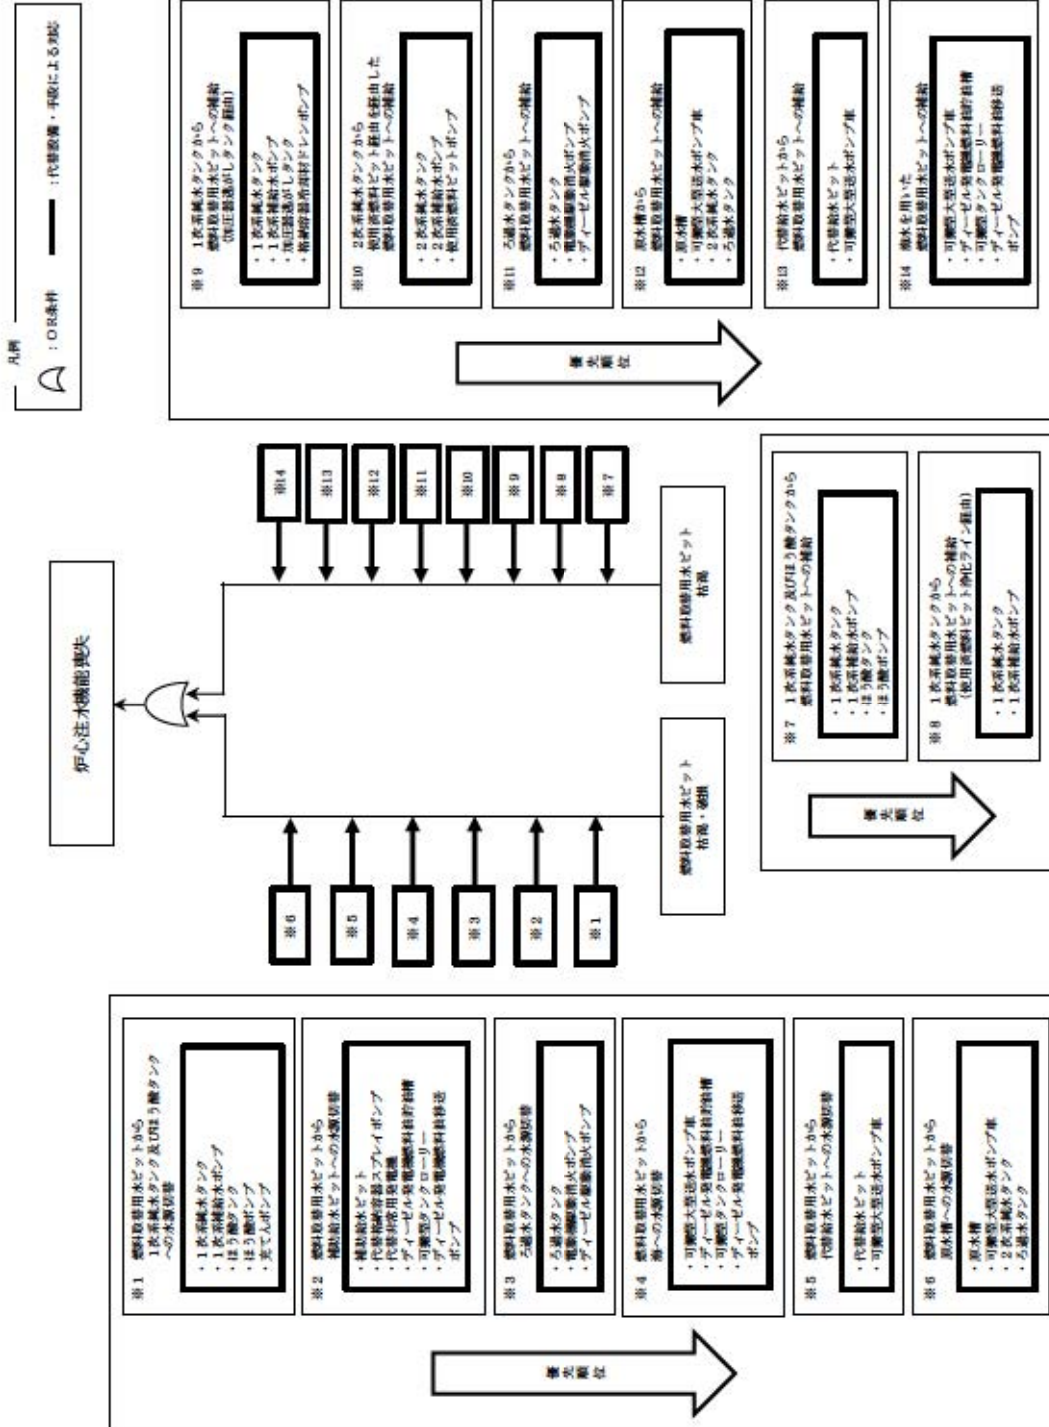 凡例
：OR条件
：代替設備・手段による対応
炉心注水機能喪失
燃料取替用水ピット
枯渇・破損
燃料取替用水ピット
枯渇
※6
※5
※4
※3
※2
※1
※14
※13
※12
※11
※10
※9
※8
※7
優先順位
※1 燃料取替用水ピットから
1次系純水タンク及びほう酸タンク
への水源切替
・1次系純水タンク
・1次系補給水ポンプ
・ほう酸タンク
・ほう酸ポンプ
・充てんポンプ
※2 燃料取替用水ピットから
補助給水ピットへの水源切替
・補助給水ピット
・代替格納容器スプレイポンプ
・代替非常用発電機
・ディーゼル発電機燃料油貯油槽
・可搬型タンクローリー
・ディーゼル発電機燃料油移送
ポンプ
※3 燃料取替用水ピットから
ろ過水タンクへの水源切替
・ろ過水タンク
・電動機駆動消火ポンプ
・ディーゼル駆動消火ポンプ
※4 燃料取替用水ピットから
海への水源切替
・可搬型大型送水ポンプ車
・ディーゼル発電機燃料油貯油槽
・可搬型タンクローリー
・ディーゼル発電機燃料油移送
ポンプ
※5 燃料取替用水ピットから
代替給水ピットへの水源切替
・代替給水ピット
・可搬型大型送水ポンプ車
※6 燃料取替用水ピットから
原水槽への水源切替
・原水槽
・可搬型大型送水ポンプ車
・2次系純水タンク
・ろ過水タンク
優先順位
※7 1次系純水タンク及びほう酸タンクから
燃料取替用水ピットへの補給
・1次系純水タンク
・1次系補給水ポンプ
・ほう酸タンク
・ほう酸ポンプ
※8 1次系純水タンクから
燃料取替用水ピットへの補給
（使用済燃料ピット浄化ライン経由）
・1次系純水タンク
・1次系補給水ポンプ
優先順位
※9 1次系純水タンクから
燃料取替用水ピットへの補給
（加圧器逃がしタンク経由）
・1次系純水タンク
・1次系補給水ポンプ
・加圧器逃がしタンク
・格納容器冷却材ドレンポンプ
※10 2次系純水タンクから
使用済燃料ピット経由を経由した
燃料取替用水ピットへの補給
・2次系純水タンク
・2次系補給水ポンプ
・使用済燃料ピットポンプ
※11 ろ過水タンクから
燃料取替用水ピットへの補給
・ろ過水タンク
・電動機駆動消火ポンプ
・ディーゼル駆動消火ポンプ
※12 原水槽から
燃料取替用水ピットへの補給
・原水槽
・可搬型大型送水ポンプ車
・2次系純水タンク
・ろ過水タンク
※13 代替給水ピットから
燃料取替用水ピットへの補給
・代替給水ピット
・可搬型大型送水ポンプ車
※14 海水を用いた
燃料取替用水ピットへの補給
・可搬型大型送水ポンプ車
・ディーゼル発電機燃料油貯油槽
・可搬型タンクローリー
・ディーゼル発電機燃料油移送
ポンプ